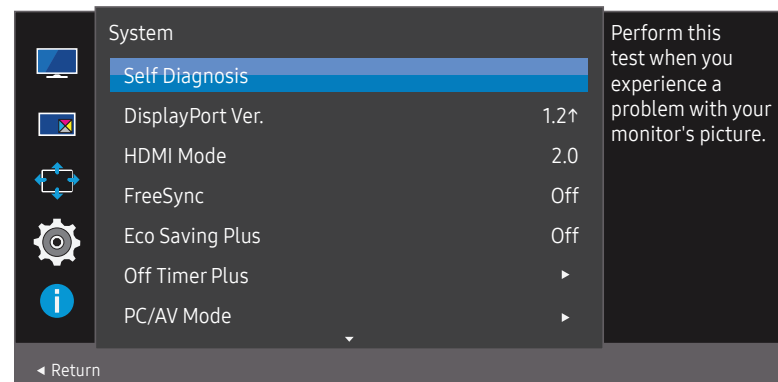 System
Self Diagnosis
DisplayPort Ver. 1.2↑
HDMI Mode 2.0
FreeSync Off
Eco Saving Plus Off
Off Timer Plus ►
PC/AV Mode ►
Perform this
test when you
experience a
problem with your
monitor's picture.
◄ Return